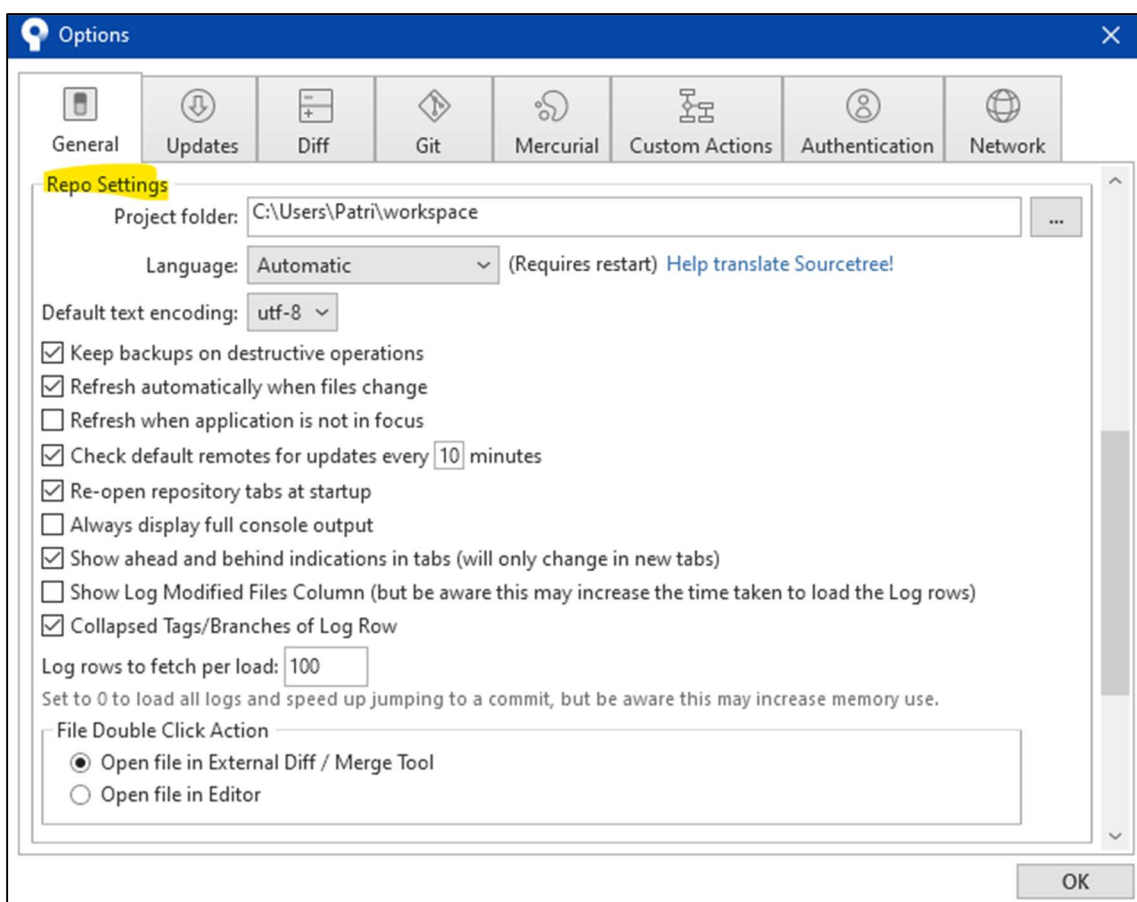 Options
General Updates Diff Git Mercurial Custom Actions Authentication Network
Repo Settings
Project folder: C:\Users\Patri\workspace ...
Language: Automatic (Requires restart) Help translate Sourcetree!
Default text encoding: utf-8
Keep backups on destructive operations
Refresh automatically when files change
Refresh when application is not in focus
Check default remotes for updates every 10 minutes
Re-open repository tabs at startup
Always display full console output
Show ahead and behind indications in tabs (will only change in new tabs)
Show Log Modified Files Column (but be aware this may increase the time taken to load the Log rows)
Collapsed Tags/Branches of Log Row
Log rows to fetch per load: 100
Set to 0 to load all logs and speed up jumping to a commit, but be aware this may increase memory use.
File Double Click Action
Open file in External Diff / Merge Tool
Open file in Editor
OK